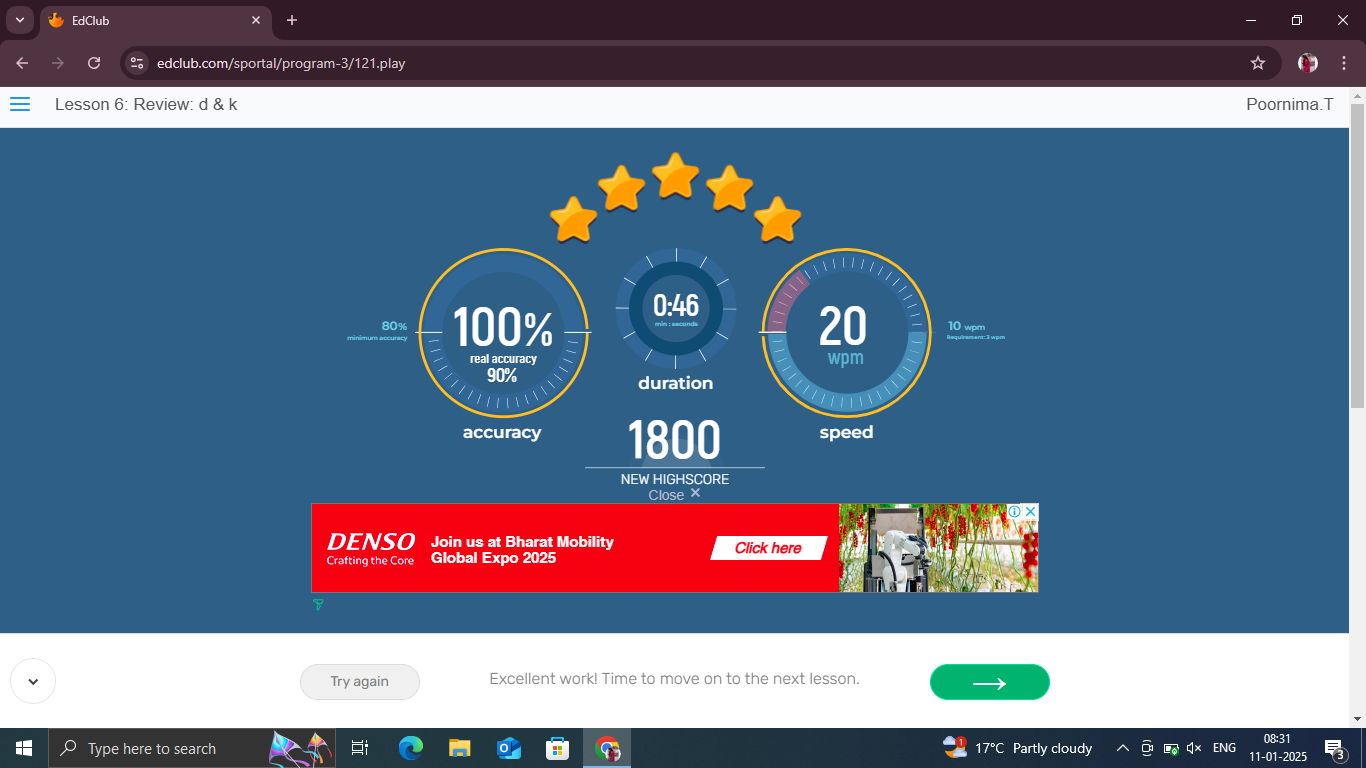 EdClub
edclub.com/sportal/program-3/121.play
Lesson 6: Review: d & k
Poornima.T
80%
minimum accuracy
100%
real accuracy
90%
accuracy
0:46
min : seconds
duration
20
wpm
speed
10 wpm
Requirement: 3 wpm
1800
NEW HIGHSCORE
Close ×
DENSO
Crafting the Core
Join us at Bharat Mobility
Global Expo 2025
Click here
Try again
Excellent work! Time to move on to the next lesson.
Type here to search
1
17°C Partly cloudy
ENG
08:31
11-01-2025
3